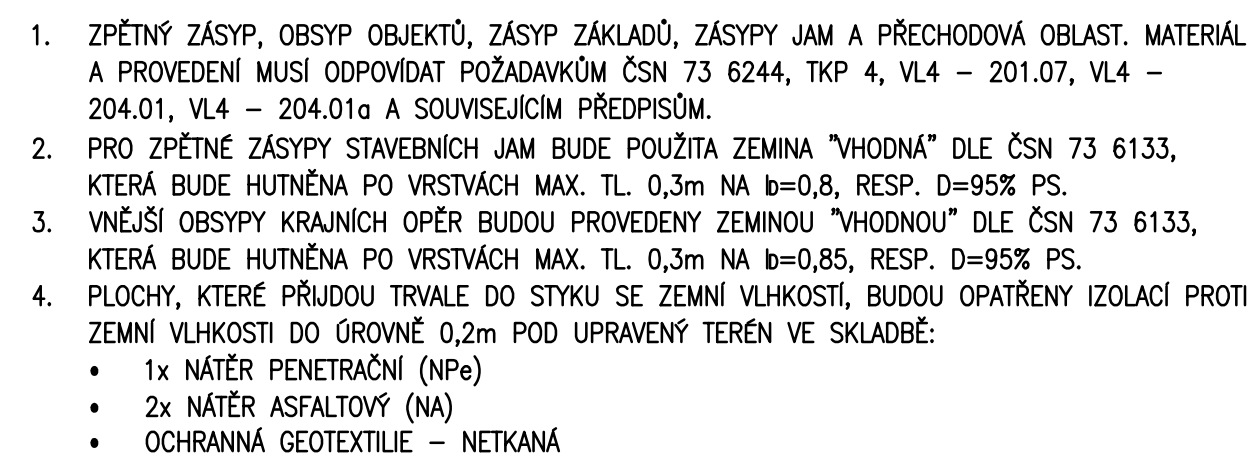 1. ZPĚTNÝ ZÁSYP, OBSYP OBJEKTŮ, ZÁSYP ZÁKLADŮ, ZÁSYPY JAM A PŘECHODOVÁ OBLAST. MATERIÁL
A PROVEDENÍ MUSÍ ODPOVÍDAT POŽADAVKŮM ČSN 73 6244, TKP 4, VL4 – 201.07, VL4 –
204.01, VL4 – 204.01a A SOUVISEJÍCÍM PŘEDPISŮM.
2. PRO ZPĚTNÉ ZÁSYPY STAVEBNÍCH JAM BUDE POUŽITA ZEMINA "VHODNÁ" DLE ČSN 73 6133,
KTERÁ BUDE HUTNĚNA PO VRSTVÁCH MAX. TL. 0,3m NA ID=0,8, RESP. D=95% PS.
3. VNĚJŠÍ OBSYPY KRAJNÍCH OPĚR BUDOU PROVEDENY ZEMINOU "VHODNOU" DLE ČSN 73 6133,
KTERÁ BUDE HUTNĚNA PO VRSTVÁCH MAX. TL. 0,3m NA ID=0,85, RESP. D=95% PS.
4. PLOCHY, KTERÉ PŘIJDOU TRVALE DO STYKU SE ZEMNÍ VLHKOSTÍ, BUDOU OPATŘENY IZOLACÍ PROTI
ZEMNÍ VLHKOSTI DO ÚROVNĚ 0,2m POD UPRAVENÝ TERÉN VE SKLADBĚ:
• 1x NÁTĚR PENETRAČNÍ (NPe)
• 2x NÁTĚR ASFALTOVÝ (NA)
• OCHRANNÁ GEOTEXTILIE – NETKANÁ